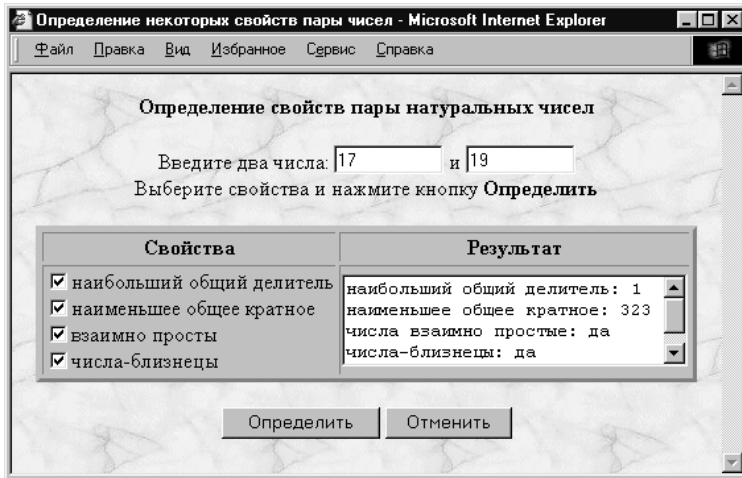 Определение некоторых свойств пары чисел - Microsoft Internet Explorer
Файл Правка Вид Избранное Сервис Справка
Определение свойств пары натуральных чисел
Введите два числа: 17 и 19
Выберите свойства и нажмите кнопку Определить
Свойства Результат
наибольший общий делитель
наименьшее общее кратное
взаимно просты
числа-близнецы
наибольший общий делитель: 1
наименьшее общее кратное: 323
числа взаимно простые: да
числа-близнецы: да
Определить Отменить